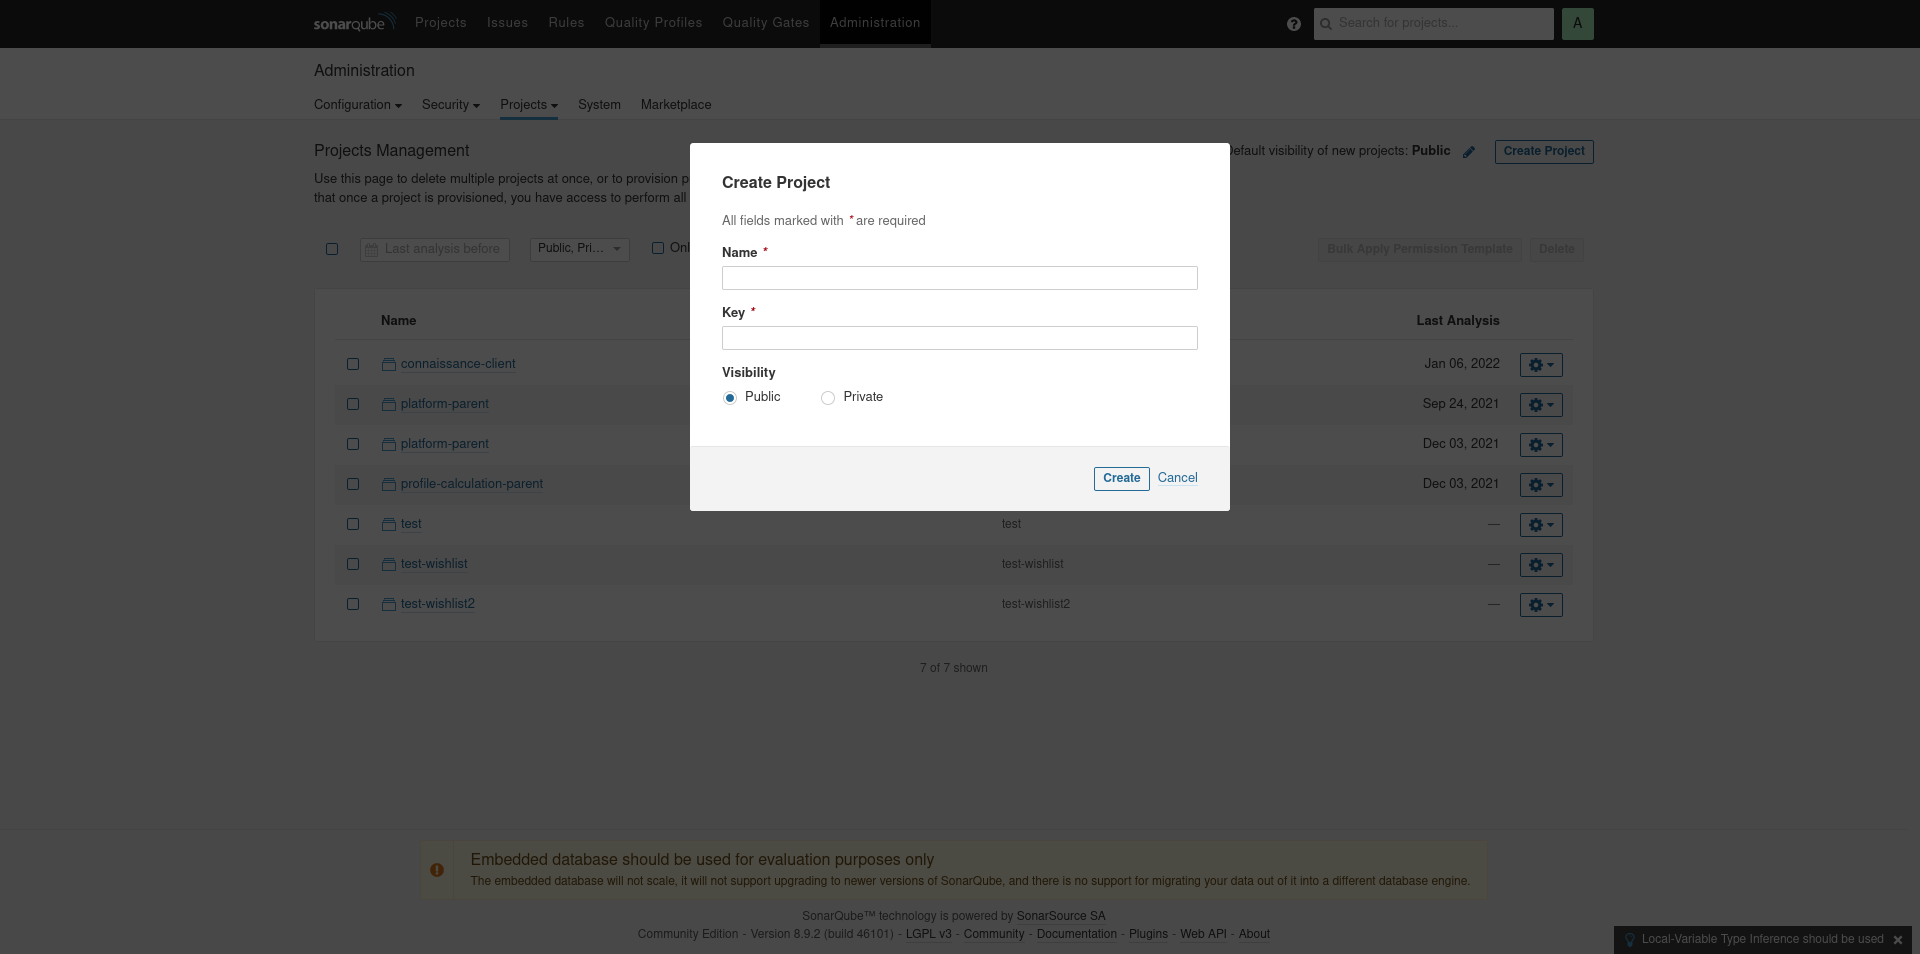 sonarqube Projects Issues Rules Quality Profiles Quality Gates Administration ? Search for projects... A
Administration
Configuration Security Projects System Marketplace
Projects Management
efault visibility of new projects: Public Create Project
Use this page to delete multiple projects at once, or to provision p
that once a project is provisioned, you have access to perform all
Last analysis before Public, Pri... Onl Bulk Apply Permission Template Delete
Name Last Analysis
connaissance-client Jan 06, 2022
platform-parent Sep 24, 2021
platform-parent Dec 03, 2021
profile-calculation-parent Dec 03, 2021
test test —
test-wishlist test-wishlist —
test-wishlist2 test-wishlist2 —
7 of 7 shown
Create Project
All fields marked with * are required
Name *
Key *
Visibility
Public Private
Create Cancel
Embedded database should be used for evaluation purposes only
The embedded database will not scale, it will not support upgrading to newer versions of SonarQube, and there is no support for migrating your data out of it into a different database engine.
SonarQube™ technology is powered by SonarSource SA
Community Edition - Version 8.9.2 (build 46101) - LGPL v3 - Community - Documentation - Plugins - Web API - About
Local-Variable Type Inference should be used